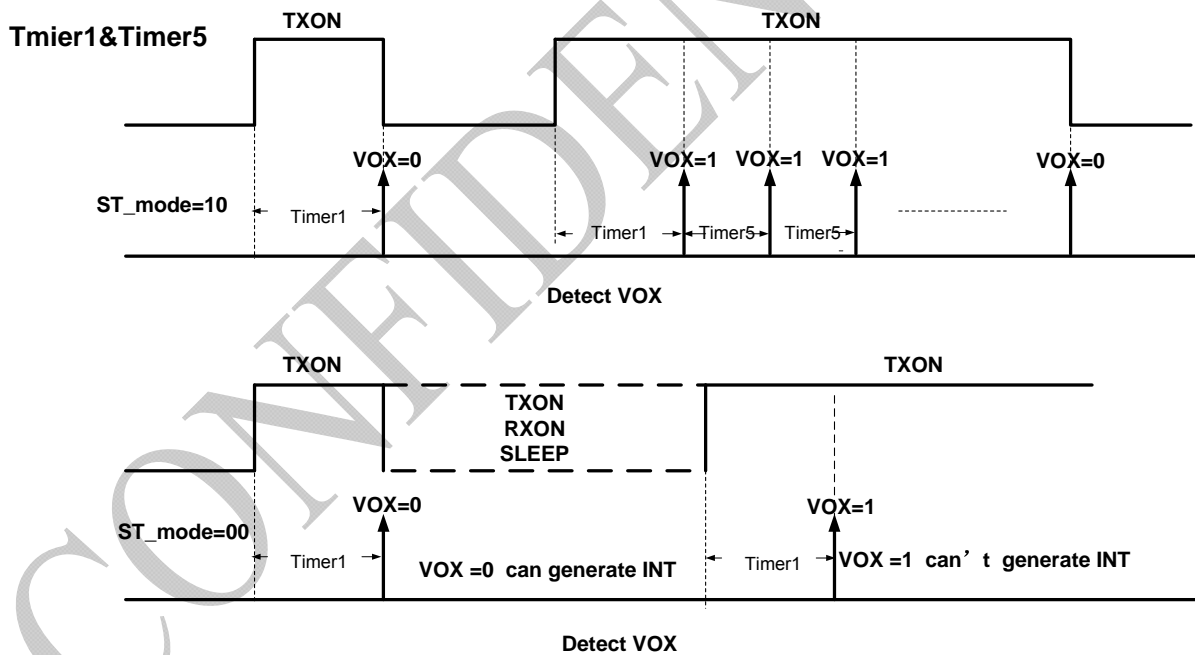 TXON TXON
Tmier1&Timer5
VOX=0 VOX=1 VOX=1 VOX=1 VOX=0
ST_mode=10
Timer1 Timer1 Timer5 Timer5
Detect VOX
TXON TXON
TXON
RXON
SLEEP
VOX=0 VOX=1
ST_mode=00
Timer1 VOX =0 can generate INT Timer1 VOX =1 can’ t generate INT
Detect VOX
CONFIDEN